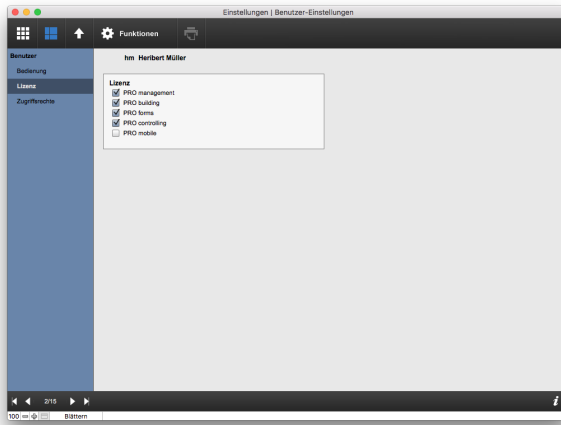 Einstellungen | Benutzer-Einstellungen
Funktionen
Benutzer
hm Heribert Müller
Bedienung
Lizenz
Zugriffsrechte
Lizenz
PRO management
PRO building
PRO forms
PRO controlling
PRO mobile
2/15
i
100
Blättern